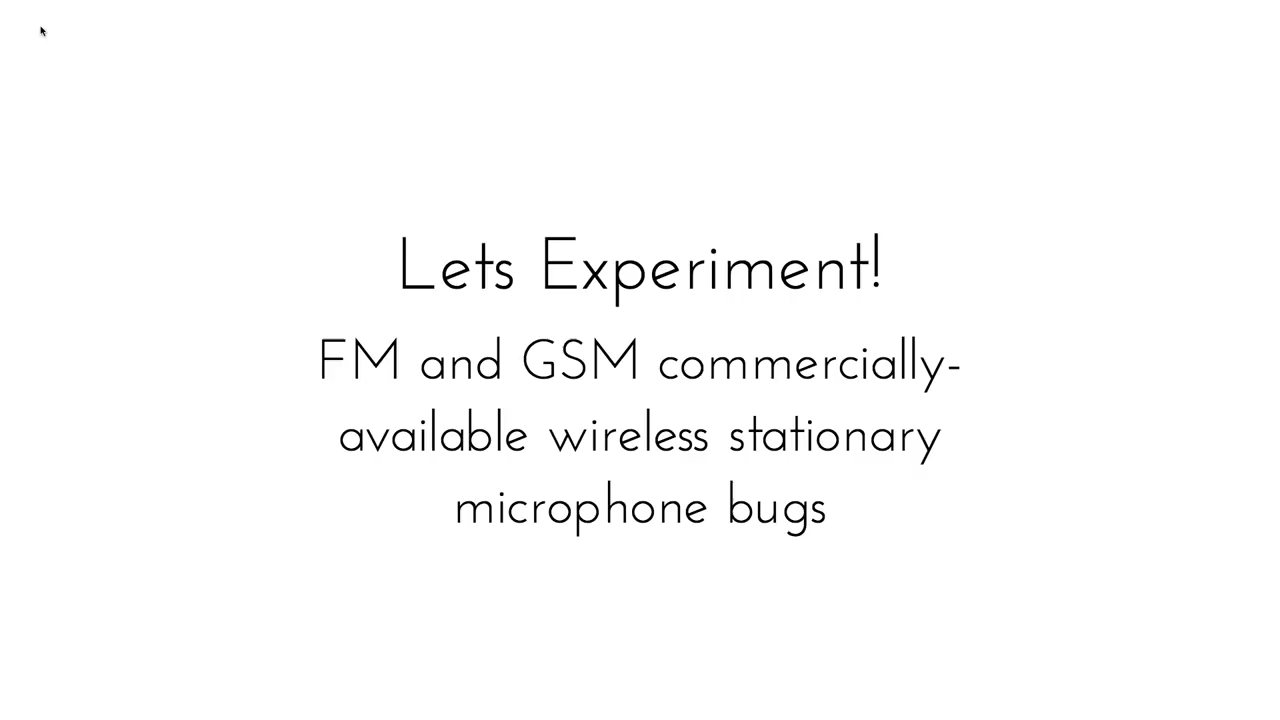 Lets Experiment!
FM and GSM commercially-
available wireless stationary
microphone bugs